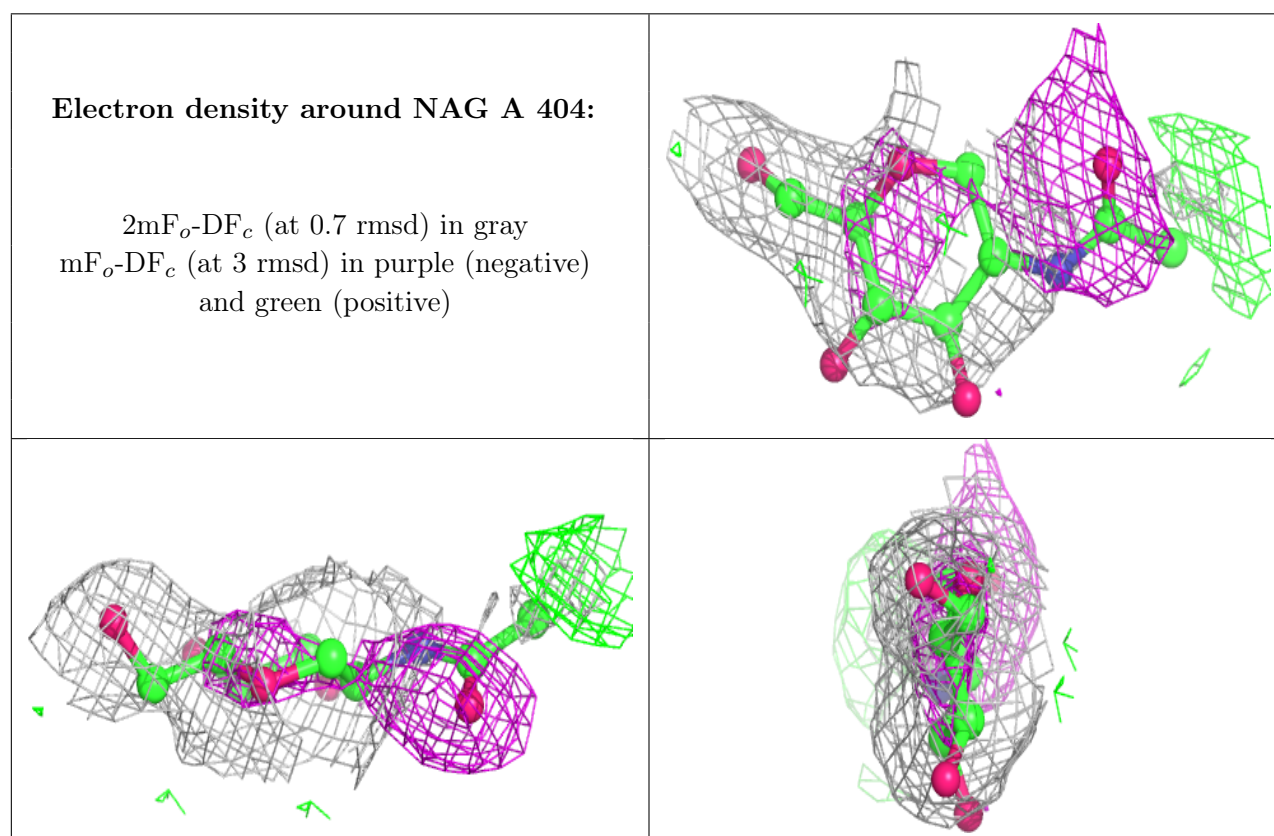 Electron density around NAG A 404:
2mFₒ-DF𝒸 (at 0.7 rmsd) in gray
mFₒ-DF𝒸 (at 3 rmsd) in purple (negative)
and green (positive)